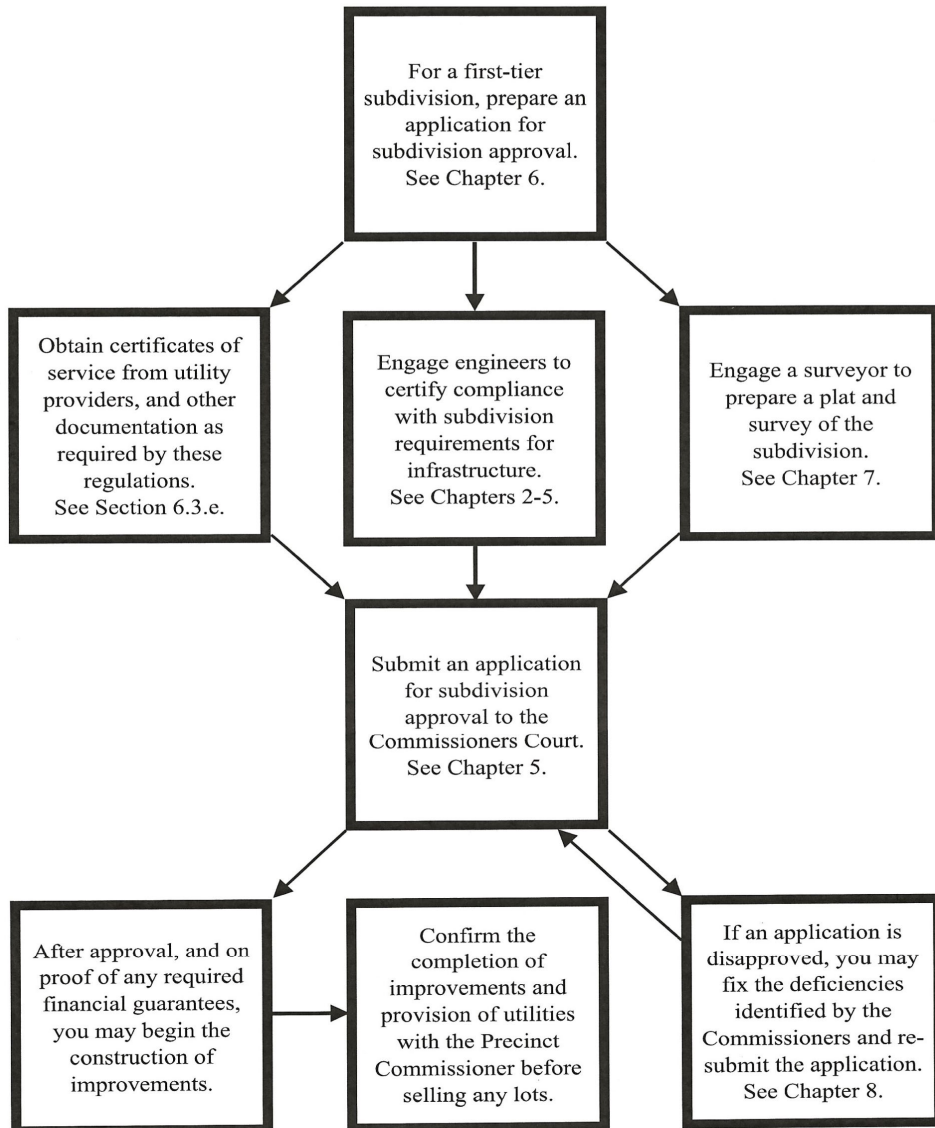 For a first-tier
subdivision, prepare an
application for
subdivision approval.
See Chapter 6.
Obtain certificates of
service from utility
providers, and other
documentation as
required by these
regulations.
See Section 6.3.e.
Engage engineers to
certify compliance
with subdivision
requirements for
infrastructure.
See Chapters 2-5.
Engage a surveyor to
prepare a plat and
survey of the
subdivision.
See Chapter 7.
Submit an application
for subdivision
approval to the
Commissioners Court.
See Chapter 5.
After approval, and on
proof of any required
financial guarantees,
you may begin the
construction of
improvements.
Confirm the
completion of
improvements and
provision of utilities
with the Precinct
Commissioner before
selling any lots.
If an application is
disapproved, you may
fix the deficiencies
identified by the
Commissioners and re-
submit the application.
See Chapter 8.